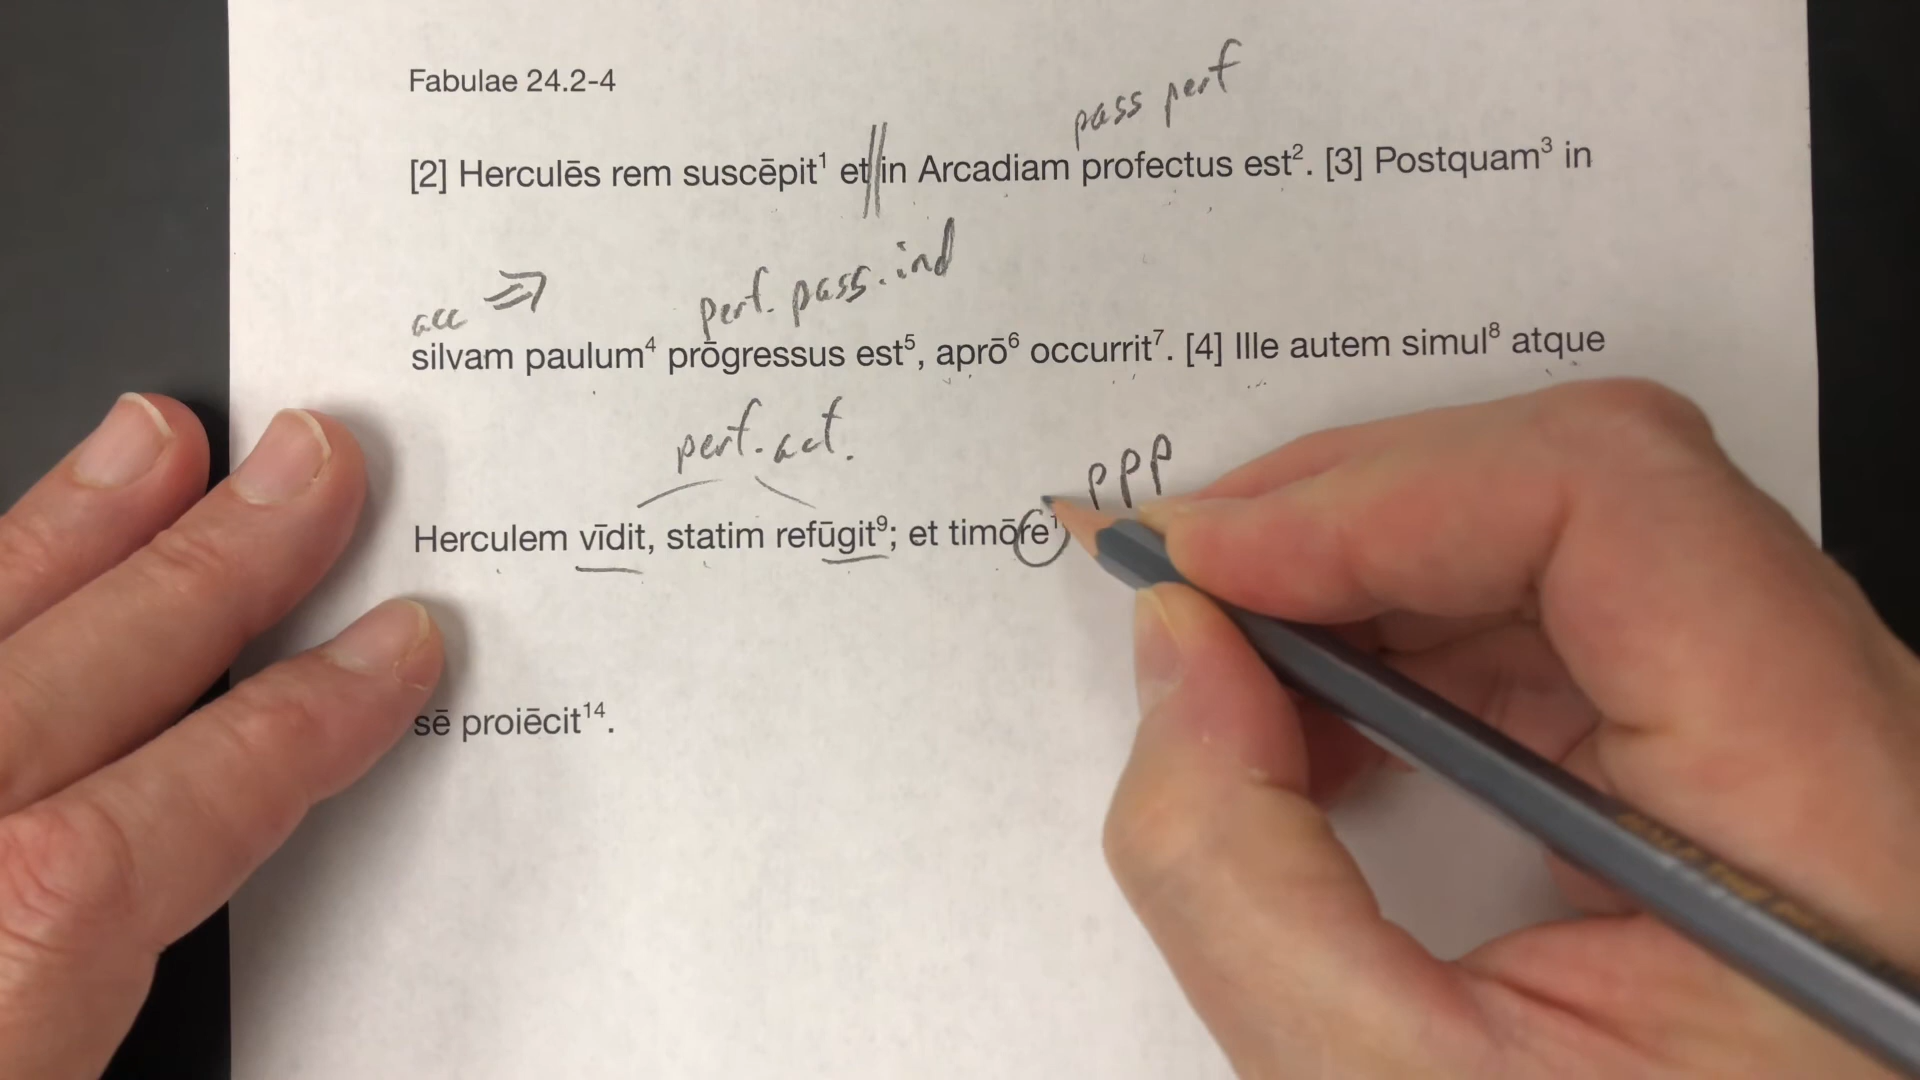 Fabulae 24.2-4
pass perf
[2] Herculēs rem suscēpit¹ et in Arcadiam profectus est². [3] Postquam³ in
acc perf. pass. ind
silvam paulum⁴ prōgressus est⁵, aprō⁶ occurrit⁷. [4] Ille autem simul⁸ atque
perf. act. PPP
Herculem vīdit, statim refūgit⁹; et timōre¹
sē proiēcit¹⁴.